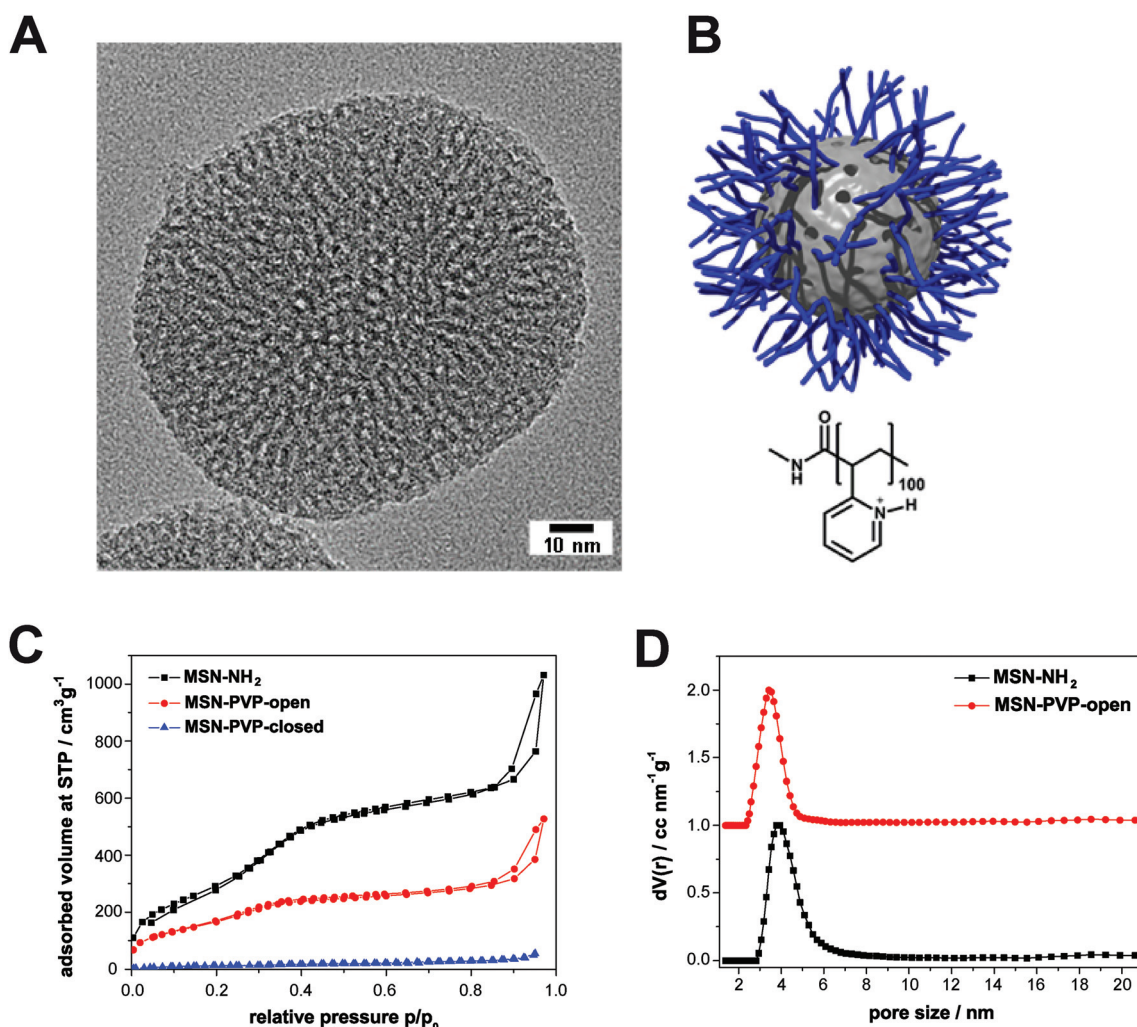 A
B
10 nm
O
N
H
100
+
N
H
C
MSN-NH₂
MSN-PVP-open
MSN-PVP-closed
1000
800
600
400
200
0
0.0 0.2 0.4 0.6 0.8 1.0
adsorbed volume at STP / cm³g⁻¹
relative pressure p/p₀
D
MSN-NH₂
MSN-PVP-open
2.0
1.5
1.0
0.5
0.0
2 4 6 8 10 12 14 16 18 20
dV(r) / cc nm⁻¹g⁻¹
pore size / nm